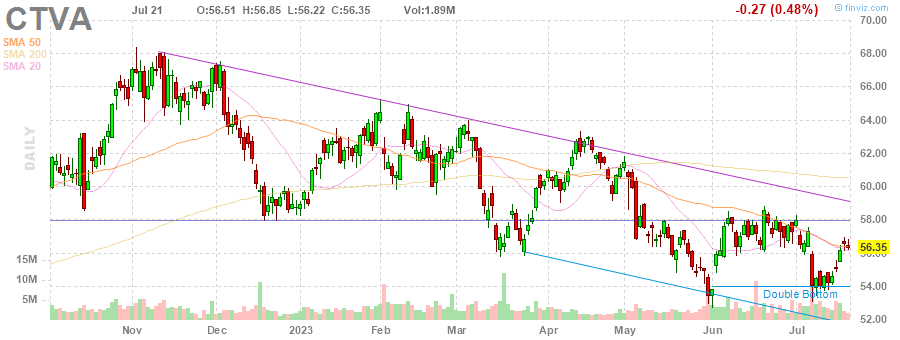 CTVA
Jul 21 O:56.51 H:56.85 L:56.22 C:56.35 Vol:1.89M
-0.27 (0.48%)
finviz.com
SMA 50
SMA 200
SMA 20
DAILY
70.00
68.00
66.00
64.00
62.00
60.00
58.00
56.35
56.00
54.00
52.00
15M
10M
5M
Double Bottom
Nov Dec 2023 Feb Mar Apr May Jun Jul